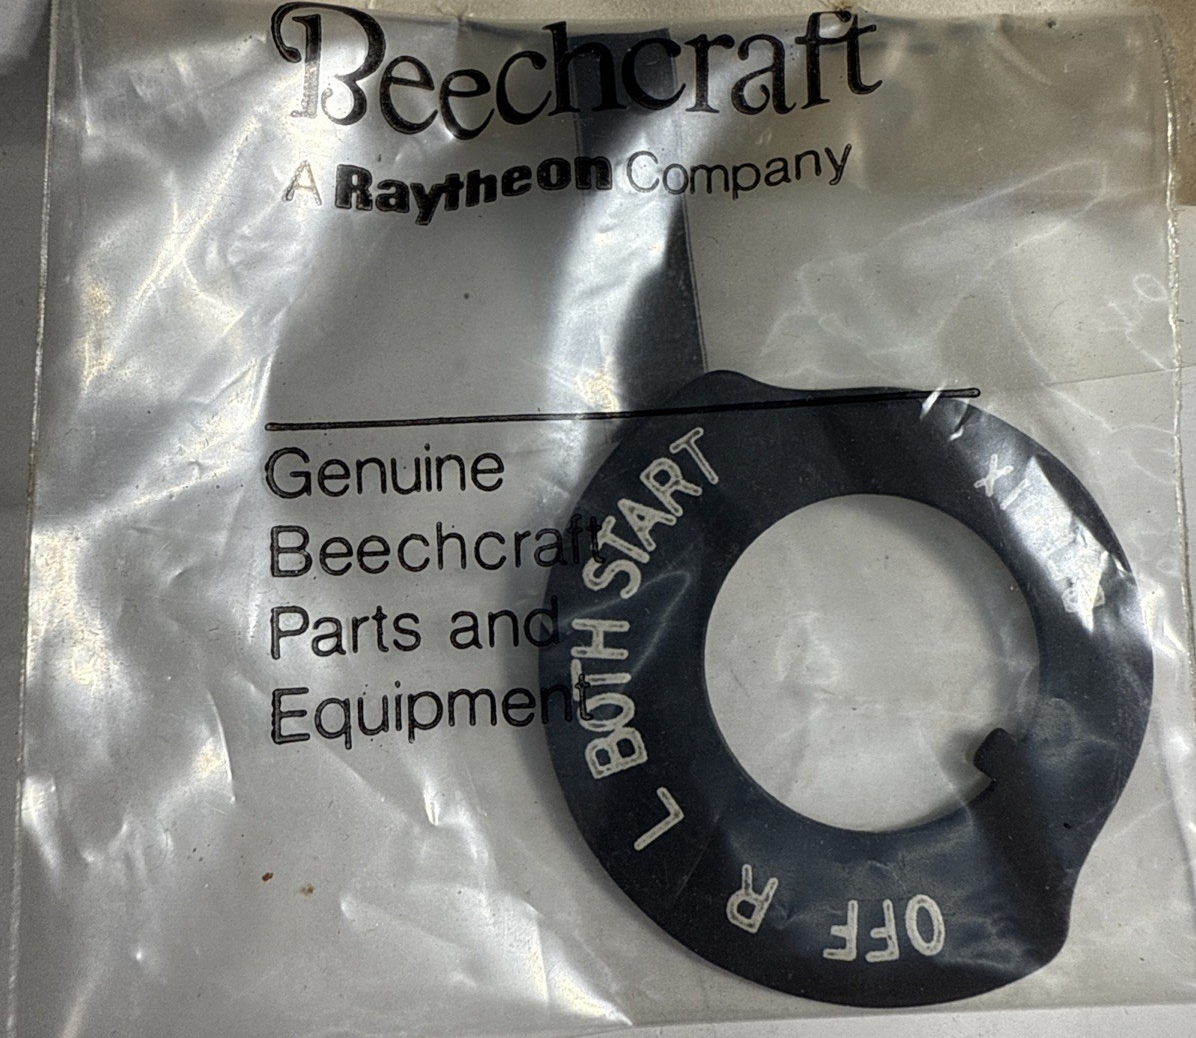 Beechcraft
A Raytheon Company
Genuine
Beechcraft
Parts and
Equipment
OFF R L BOTH START